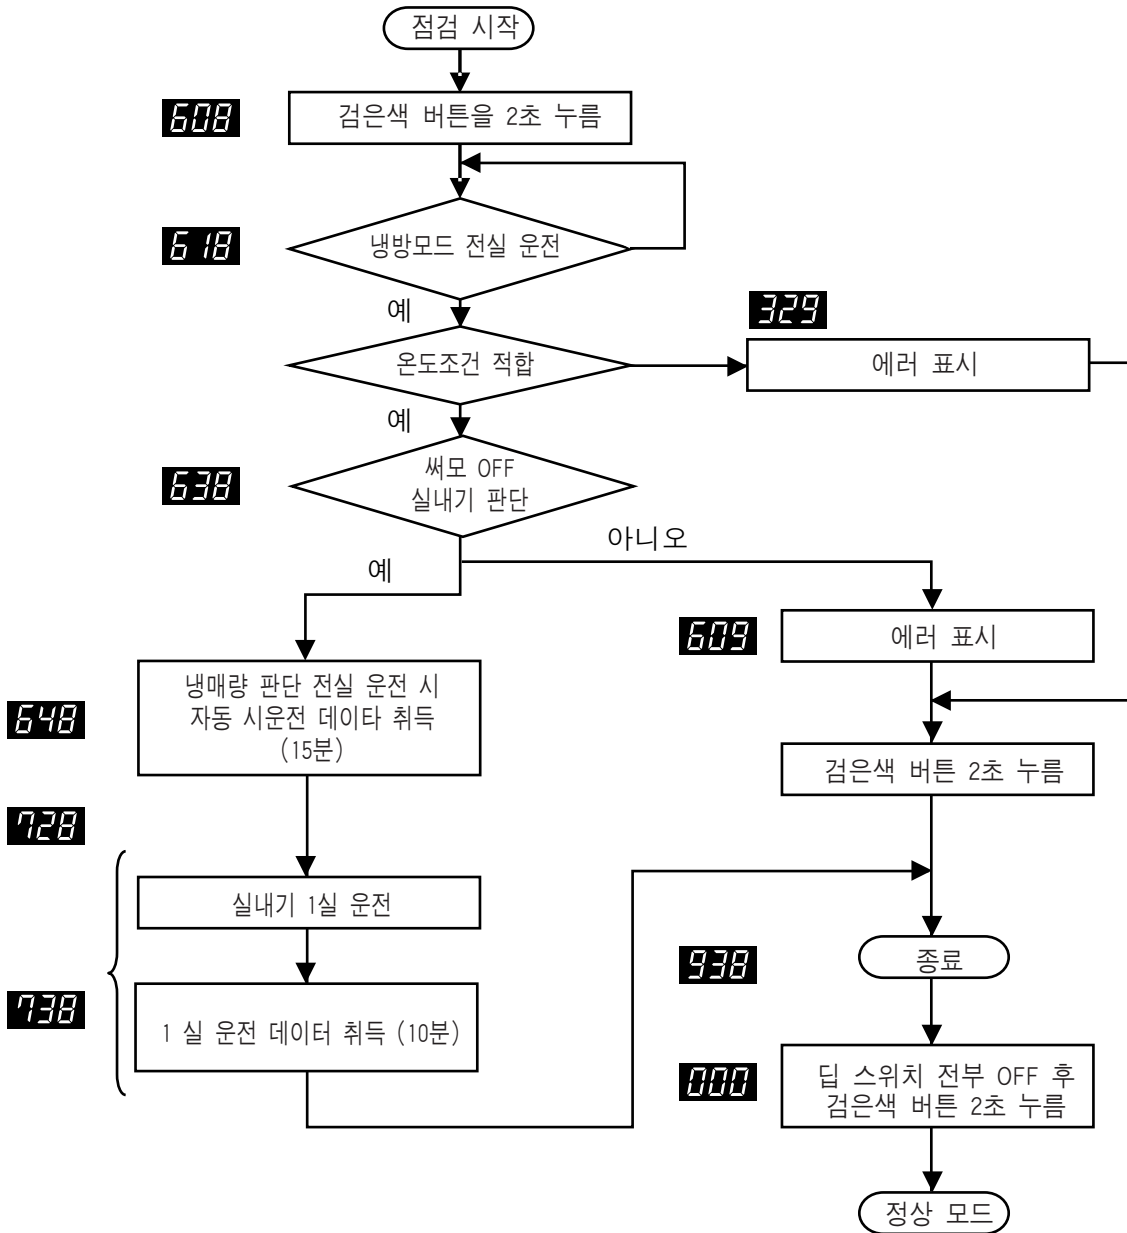 점검 시작
608
검은색 버튼을 2초 누름
618
냉방모드 전실 운전
예
329
온도조건 적합
에러 표시
예
638
써모 OFF
실내기 판단
아니오
예
609
에러 표시
648
냉매량 판단 전실 운전 시
자동 시운전 데이타 취득
(15분)
검은색 버튼 2초 누름
728
실내기 1실 운전
938
종료
738
1 실 운전 데이터 취득 (10분)
000
딥 스위치 전부 OFF 후
검은색 버튼 2초 누름
정상 모드